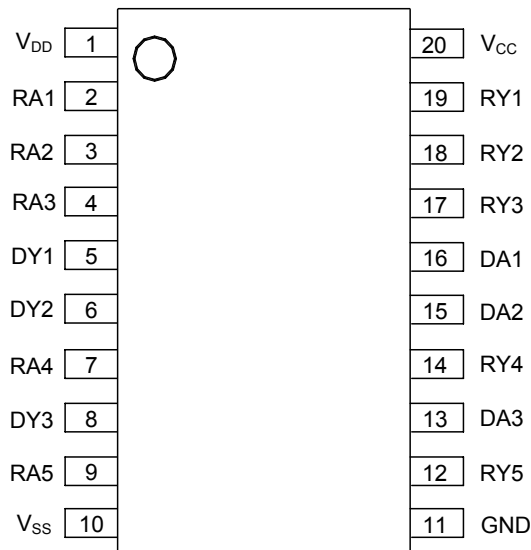 VDD 1 20 VCC
RA1 2 19 RY1
RA2 3 18 RY2
RA3 4 17 RY3
DY1 5 16 DA1
DY2 6 15 DA2
RA4 7 14 RY4
DY3 8 13 DA3
RA5 9 12 RY5
VSS 10 11 GND